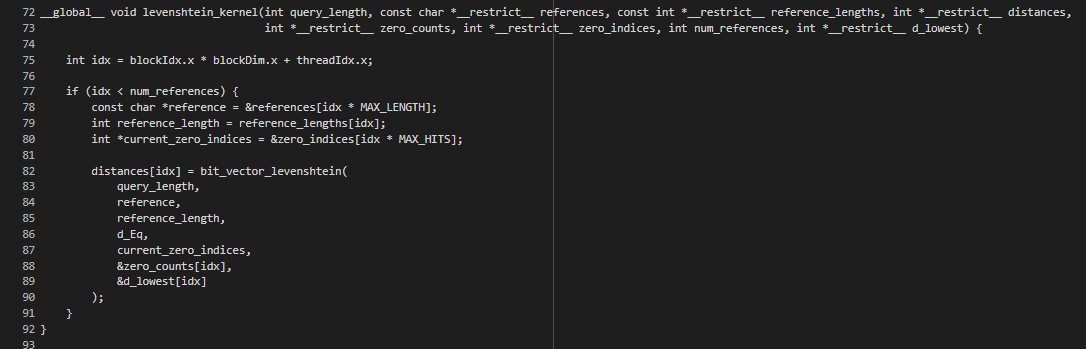 72 __global__ void levenshtein_kernel(int query_length, const char *__restrict__ references, const int *__restrict__ reference_lengths, int *__restrict__ distances,
73                                    int *__restrict__ zero_counts, int *__restrict__ zero_indices, int num_references, int *__restrict__ d_lowest) {
74
75     int idx = blockIdx.x * blockDim.x + threadIdx.x;
76
77     if (idx < num_references) {
78         const char *reference = &references[idx * MAX_LENGTH];
79         int reference_length = reference_lengths[idx];
80         int *current_zero_indices = &zero_indices[idx * MAX_HITS];
81
82         distances[idx] = bit_vector_levenshtein(
83             query_length,
84             reference,
85             reference_length,
86             d_Eq,
87             current_zero_indices,
88             &zero_counts[idx],
89             &d_lowest[idx]
90         );
91     }
92 }
93